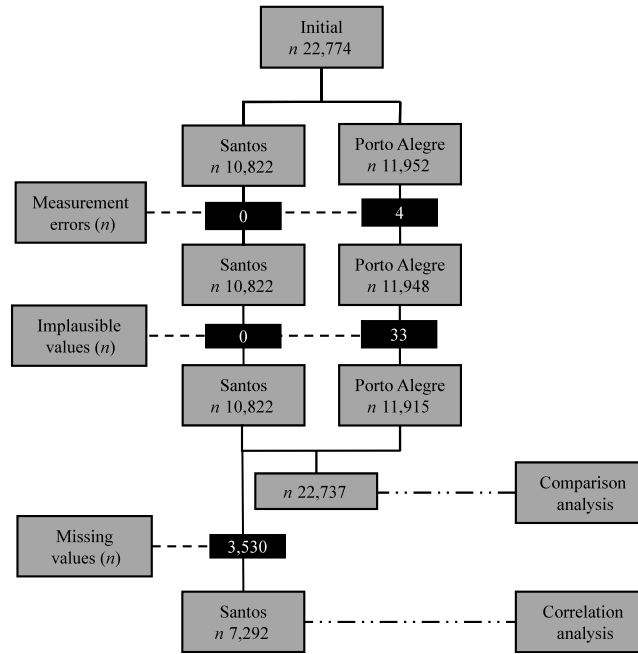 Initial
n 22,774
Santos
n 10,822
Porto Alegre
n 11,952
Measurement
errors (n)
0
4
Santos
n 10,822
Porto Alegre
n 11,948
Implausible
values (n)
0
33
Santos
n 10,822
Porto Alegre
n 11,915
n 22,737
Comparison
analysis
Missing
values (n)
3,530
Santos
n 7,292
Correlation
analysis